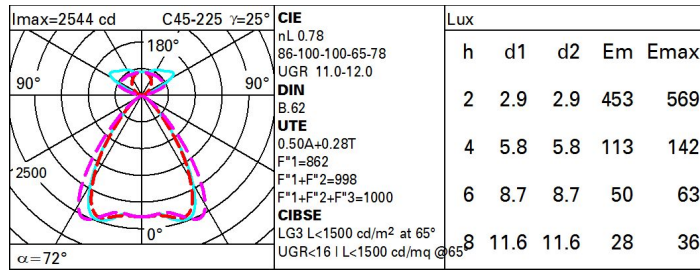 Imax=2544 cd C45-225 γ=25°
180°
90° 90°
2500
0°
α=72°
CIE
nL 0.78
86-100-100-65-78
UGR 11.0-12.0
DIN
B.62
UTE
0.50A+0.28T
F"1=862
F"1+F"2=998
F"1+F"2+F"3=1000
CIBSE
LG3 L<1500 cd/m² at 65°
UGR<16 | L<1500 cd/mq @65°
Lux
h d1 d2 Em Emax
2 2.9 2.9 453 569
4 5.8 5.8 113 142
6 8.7 8.7 50 63
8 11.6 11.6 28 36